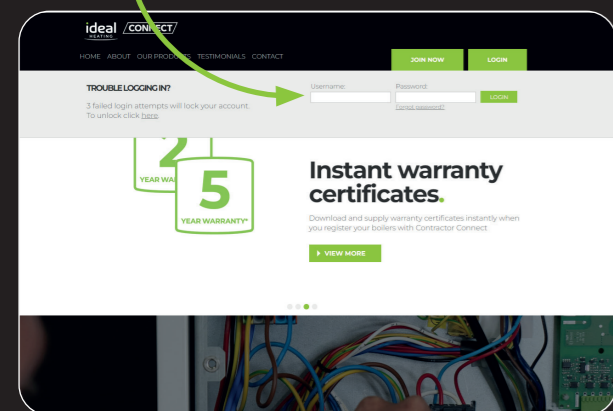 ideal /CONNECT/
HEATING
HOME ABOUT OUR PRODUCTS TESTIMONIALS CONTACT
JOIN NOW
LOGIN
TROUBLE LOGGING IN?
3 failed login attempts will lock your account.
To unlock click here.
Username:
Password:
LOGIN
Forgot password?
2
YEAR WAR
5
YEAR WARRANTY*
Instant warranty
certificates.
Download and supply warranty certificates instantly when
you register your boilers with Contractor Connect
VIEW MORE